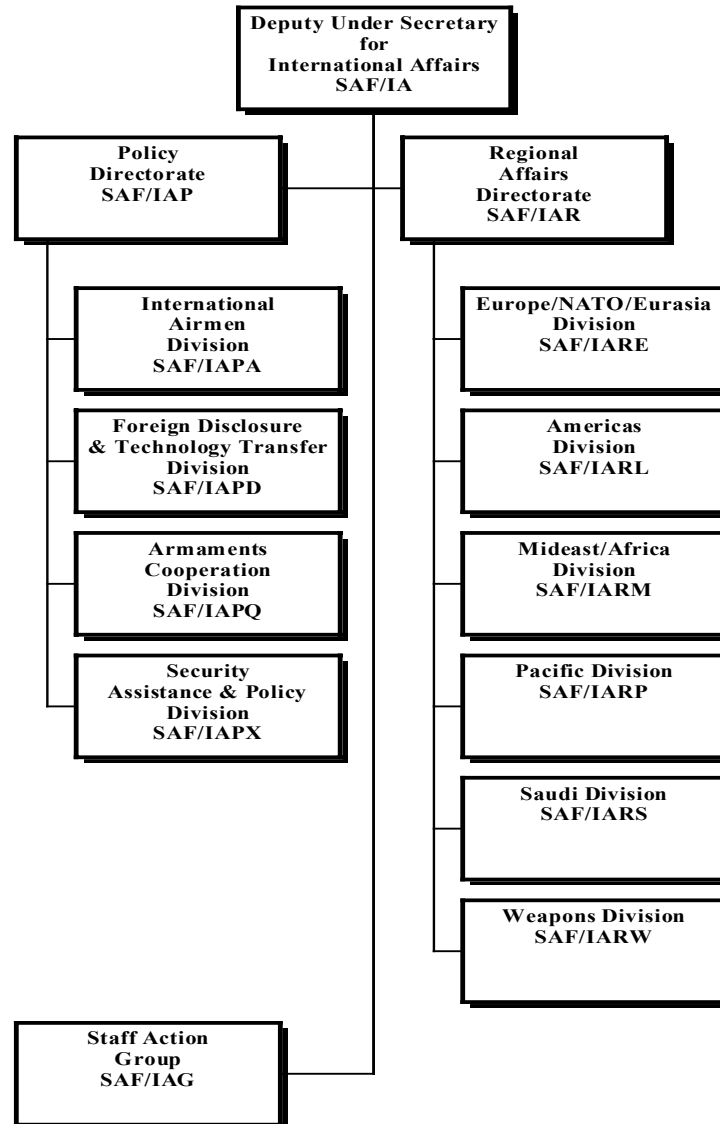 Deputy Under Secretary
for
International Affairs
SAF/IA
Policy
Directorate
SAF/IAP
Regional
Affairs
Directorate
SAF/IAR
International
Airmen
Division
SAF/IAPA
Foreign Disclosure
& Technology Transfer
Division
SAF/IAPD
Armaments
Cooperation
Division
SAF/IAPQ
Security
Assistance & Policy
Division
SAF/IAPX
Europe/NATO/Eurasia
Division
SAF/IARE
Americas
Division
SAF/IARL
Mideast/Africa
Division
SAF/IARM
Pacific Division
SAF/IARP
Saudi Division
SAF/IARS
Weapons Division
SAF/IARW
Staff Action
Group
SAF/IAG